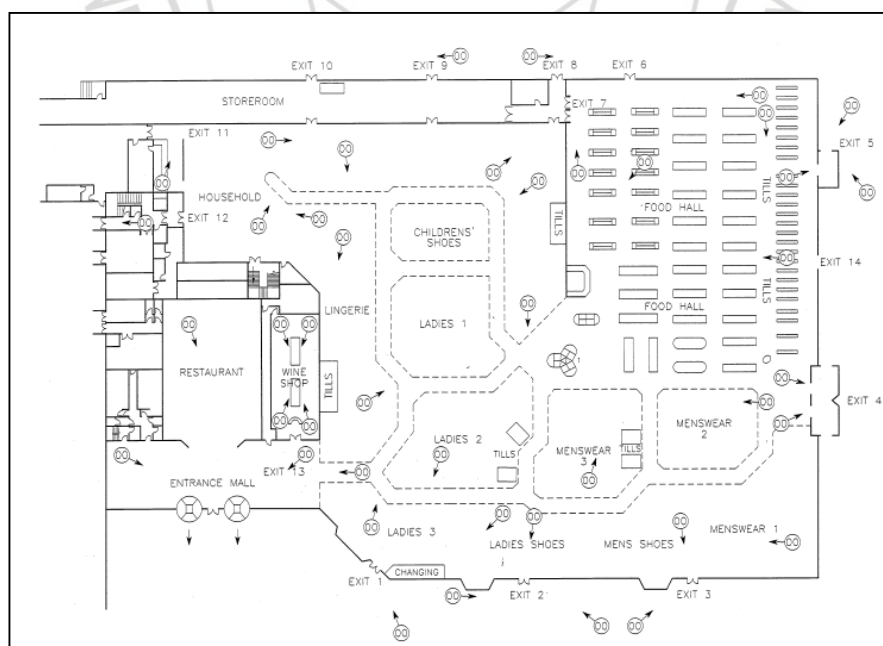 EXIT 10
EXIT 9
EXIT 8
EXIT 6
STOREROOM
EXIT 7
EXIT 11
EXIT 5
HOUSEHOLD
TILLS
FOOD HALL
EXIT 12
TILLS
CHILDRENS'
SHOES
EXIT 14
TILLS
FOOD HALL
LINGERIE
LADIES 1
RESTAURANT
WINE
SHOP
TILLS
EXIT 4
MENSWEAR
2
LADIES 2
TILLS
MENSWEAR
3
TILLS
EXIT 13
ENTRANCE MALL
LADIES 3
LADIES SHOES
MENS SHOES
MENSWEAR 1
EXIT 1
CHANGING
EXIT 2
EXIT 3